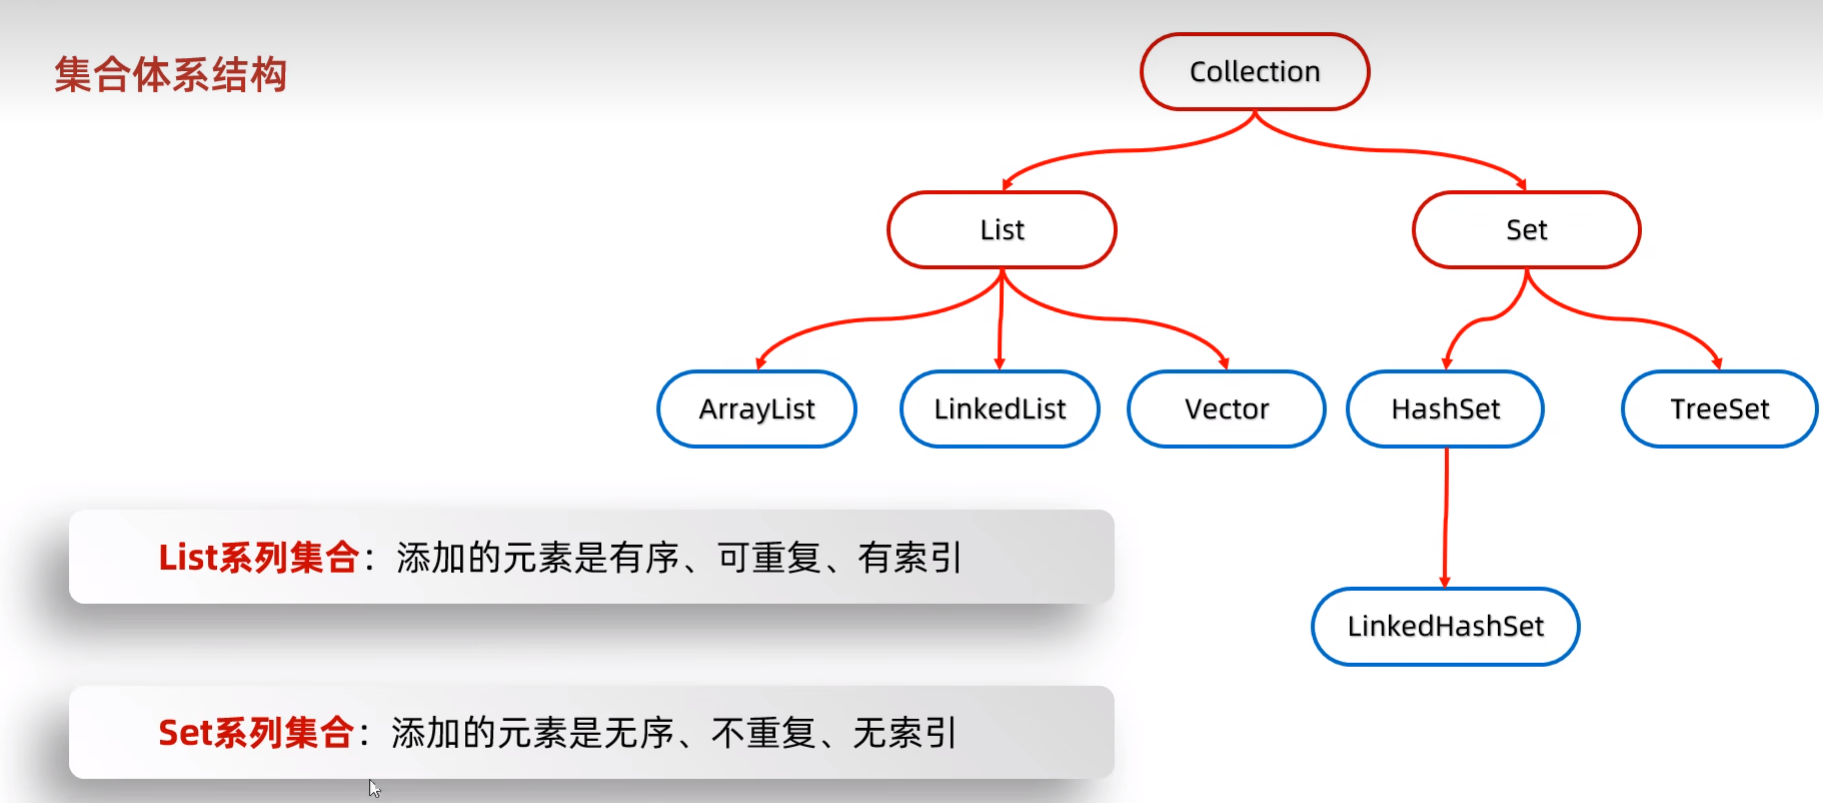 集合体系结构
Collection
List
Set
ArrayList
LinkedList
Vector
HashSet
TreeSet
LinkedHashSet
List系列集合：添加的元素是有序、可重复、有索引
Set系列集合：添加的元素是无序、不重复、无索引